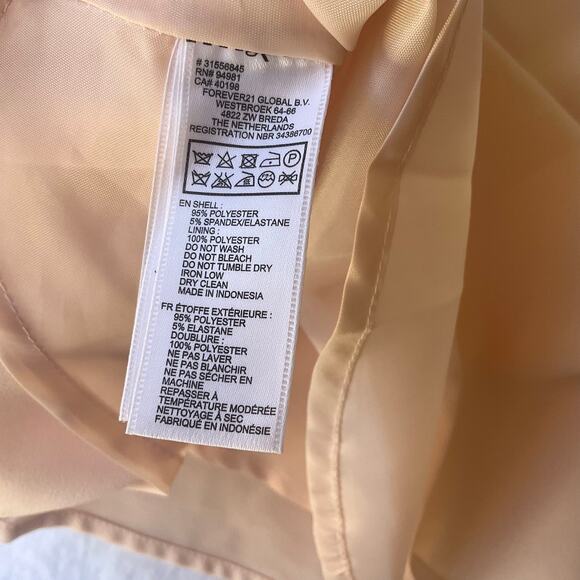 # 31556845
RN# 94981
CA# 40198
FOREVER21 GLOBAL B.V.
WESTBROEK 64-66
4822 ZW BREDA
THE NETHERLANDS
REGISTRATION NBR 34386700
EN SHELL :
95% POLYESTER
5% SPANDEX/ELASTANE
LINING :
100% POLYESTER
DO NOT WASH
DO NOT BLEACH
DO NOT TUMBLE DRY
IRON LOW
DRY CLEAN
MADE IN INDONESIA
FR ÉTOFFE EXTÉRIEURE :
95% POLYESTER
5% ELASTANE
DOUBLURE :
100% POLYESTER
NE PAS LAVER
NE PAS BLANCHIR
NE PAS SÉCHER EN
MACHINE
REPASSER À
TEMPÉRATURE MODÉRÉE
NETTOYAGE À SEC
FABRIQUÉ EN INDONÉSIE